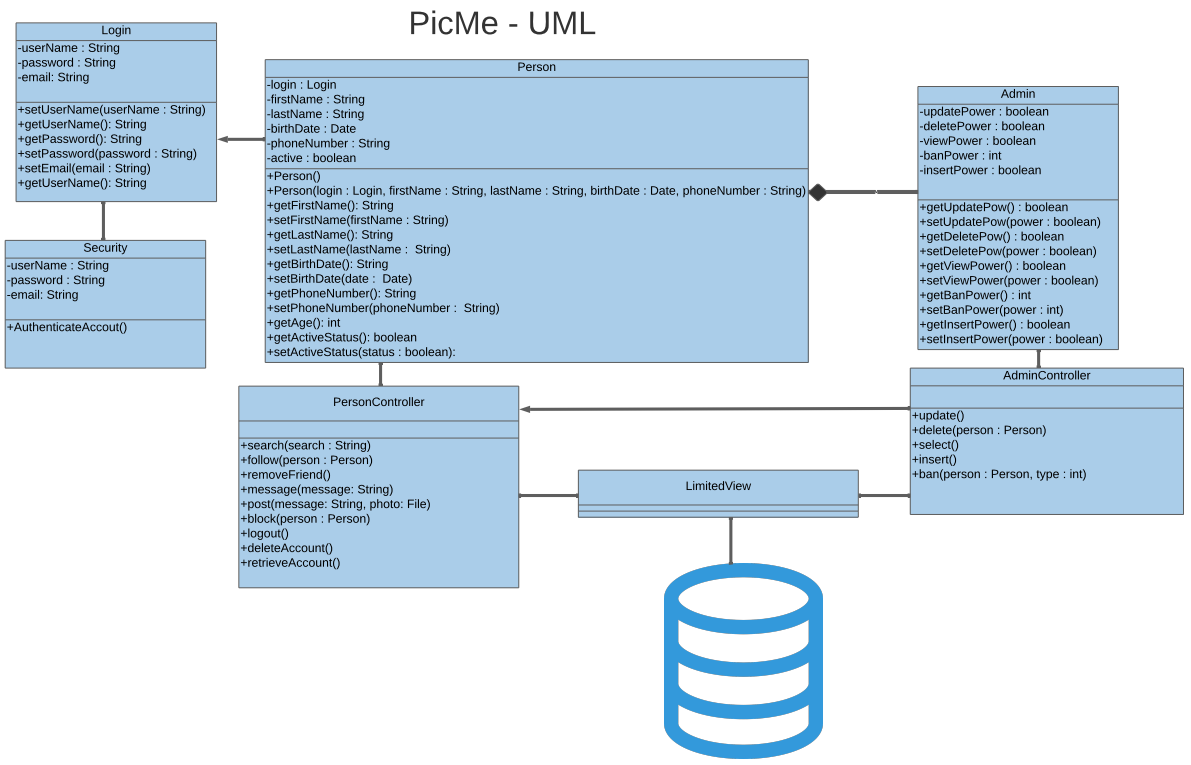 PicMe - UML
Login
-userName : String
-password : String
-email: String
+setUserName(userName : String)
+getUserName(): String
+getPassword(): String
+setPassword(password : String)
+setEmail(email : String)
+getUserName(): String
Security
-userName : String
-password : String
-email: String
+AuthenticateAccout()
Person
-login : Login
-firstName : String
-lastName : String
-birthDate : Date
-phoneNumber : String
-active : boolean
+Person()
+Person(login : Login, firstName : String, lastName : String, birthDate : Date, phoneNumber : String)
+getFirstName(): String
+setFirstName(firstName : String)
+getLastName(): String
+setLastName(lastName :  String)
+getBirthDate(): String
+setBirthDate(date :  Date)
+getPhoneNumber(): String
+setPhoneNumber(phoneNumber :  String)
+getAge(): int
+getActiveStatus(): boolean
+setActiveStatus(status : boolean):
Admin
-updatePower : boolean
-deletePower : boolean
-viewPower : boolean
-banPower : int
-insertPower : boolean
+getUpdatePow() : boolean
+setUpdatePow(power : boolean)
+getDeletePow() : boolean
+setDeletePow(power : boolean)
+getViewPower() : boolean
+setViewPower(power : boolean)
+getBanPower() : int
+setBanPower(power : int)
+getInsertPower() : boolean
+setInsertPower(power : boolean)
PersonController
+search(search : String)
+follow(person : Person)
+removeFriend()
+message(message: String)
+post(message: String, photo: File)
+block(person : Person)
+logout()
+deleteAccount()
+retrieveAccount()
LimitedView
AdminController
+update()
+delete(person : Person)
+select()
+insert()
+ban(person : Person, type : int)